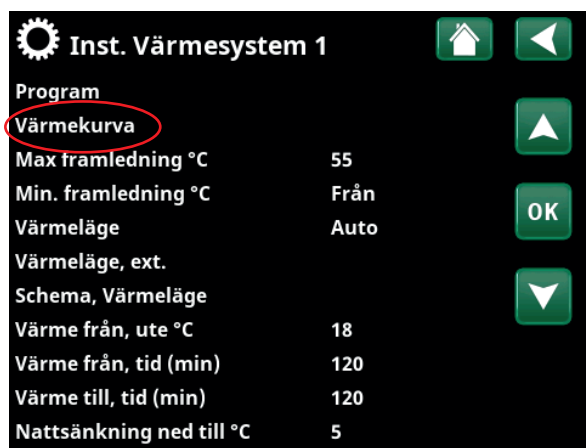 Inst. Värmesystem 1
Program
Värmekurva
Max framledning °C 55
Min. framledning °C Från
Värmeläge Auto
OK
Värmeläge, ext.
Schema, Värmeläge
Värme från, ute °C 18
Värme från, tid (min) 120
Värme till, tid (min) 120
Nattsänkning ned till °C 5